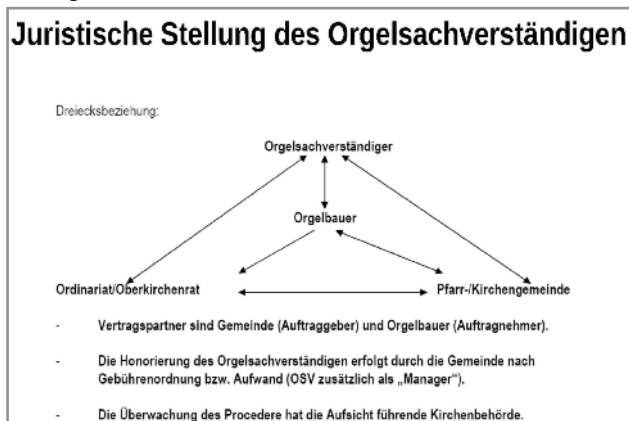 Juristische Stellung des Orgelsachverständigen
Dreiecksbeziehung:
Orgelsachverständiger
Orgelbauer
Ordinariat/Oberkirchenrat
Pfarr-/Kirchengemeinde
- Vertragspartner sind Gemeinde (Auftraggeber) und Orgelbauer (Auftragnehmer).
- Die Honorierung des Orgelsachverständigen erfolgt durch die Gemeinde nach
Gebührenordnung bzw. Aufwand (OSV zusätzlich als „Manager“).
- Die Überwachung des Procedere hat die Aufsicht führende Kirchenbehörde.